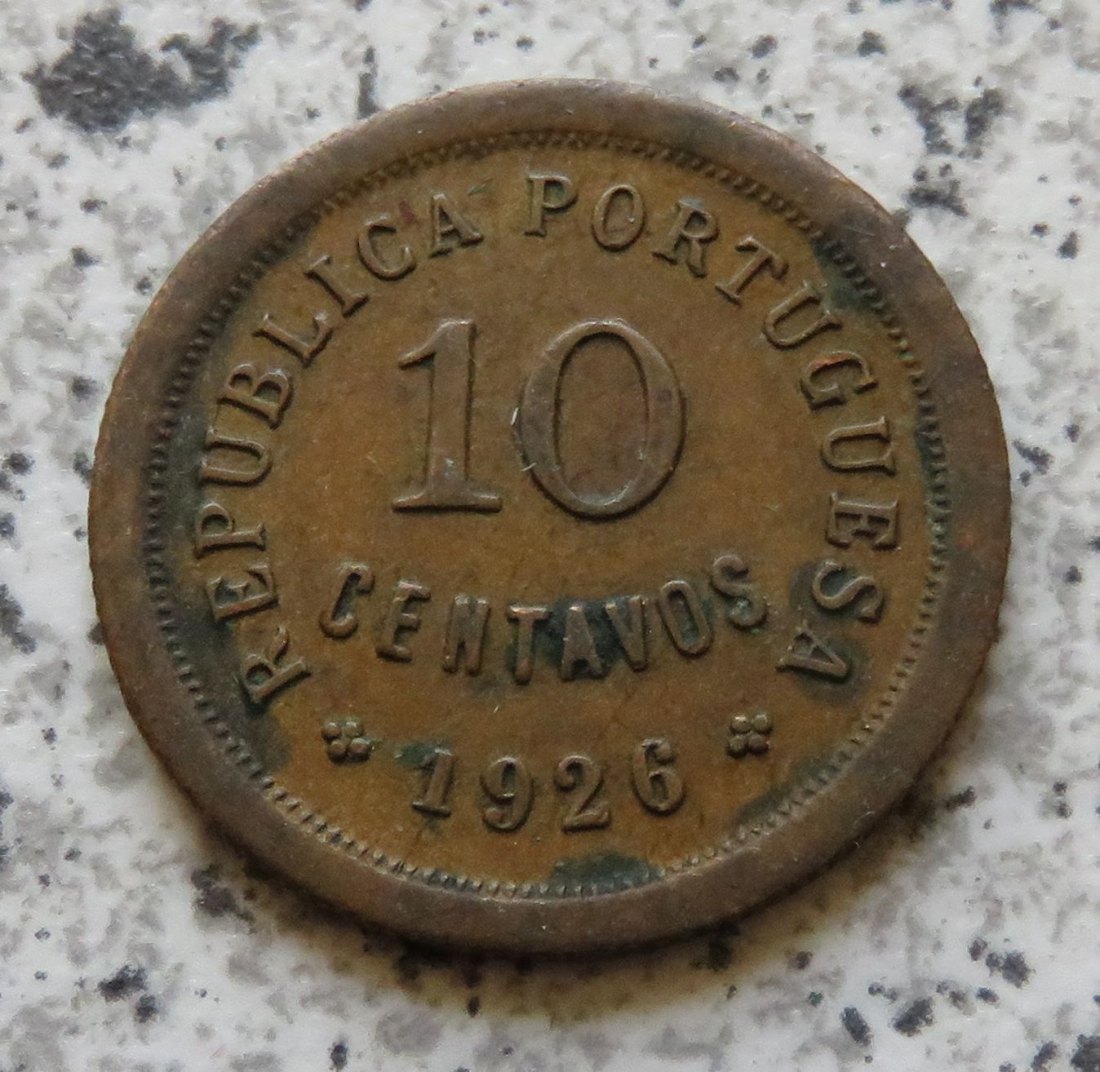 REPUBLICA PORTUGUESA
10
CENTAVOS
1926